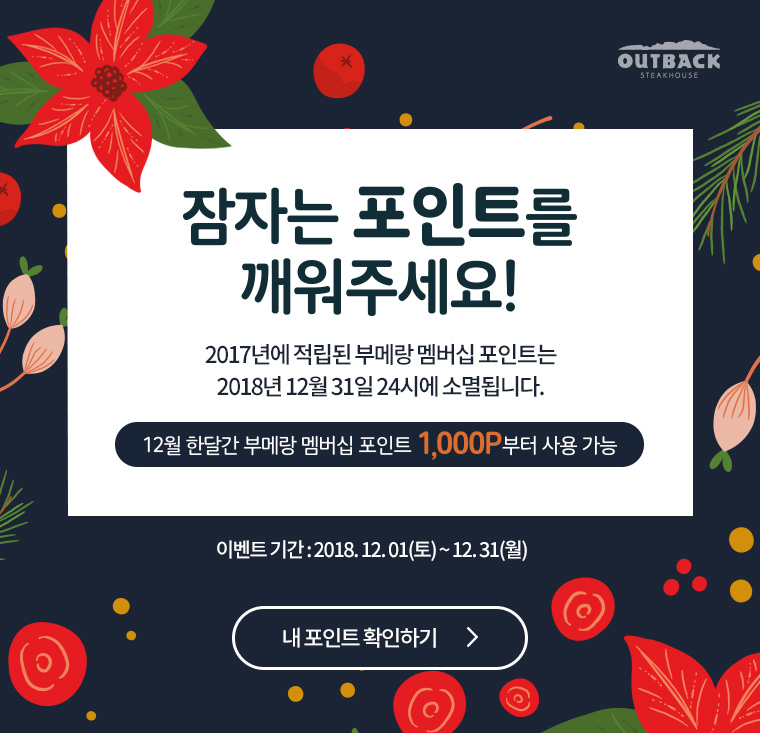 OUTBACK
STEAKHOUSE
잠자는 포인트를
깨워주세요!
2017년에 적립된 부메랑 멤버십 포인트는
2018년 12월 31일 24시에 소멸됩니다.
12월 한달간 부메랑 멤버십 포인트 1,000P부터 사용 가능
이벤트 기간 : 2018. 12. 01(토) ~ 12. 31(월)
내 포인트 확인하기 >